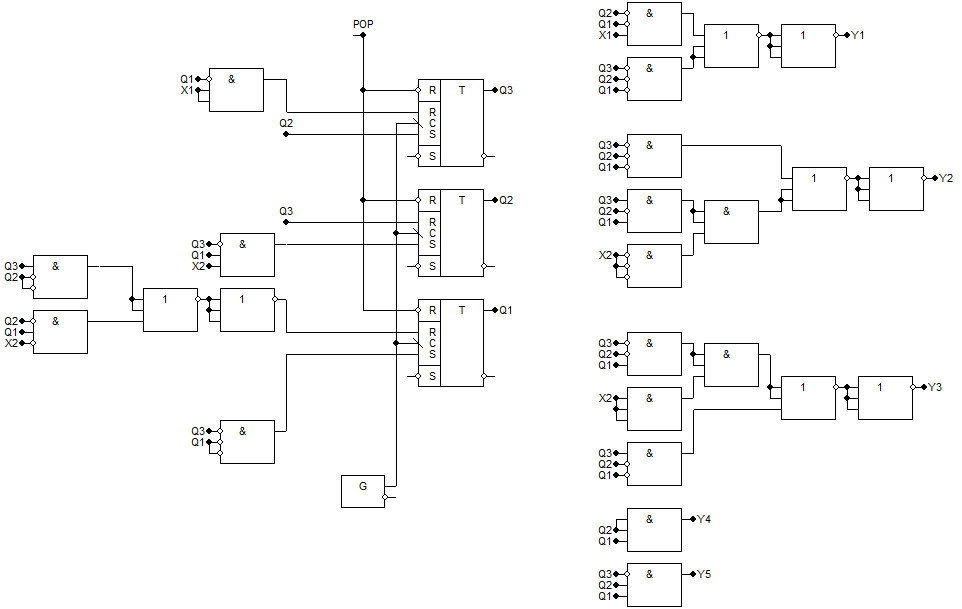 POP
Q1 & 
X1
R T Q3
R
C
S
S
Q2
R T Q2
R
C
S
S
Q3
Q3 &
Q1
X2
Q3 &
Q2
1 1
Q2 &
Q1
X2
R T Q1
R
C
S
S
Q3 &
Q1
G
Q2 &
Q1
X1
1 1 Y1
Q3 &
Q2
Q1
Q3 &
Q2
Q1
1 1 Y2
Q3 &
Q2
Q1
&
X2 &
Q3 &
Q2
Q1
&
X2 &
1 1 Y3
Q3 &
Q2
Q1
& Y4
Q2
Q1
Q3 & Y5
Q2
Q1